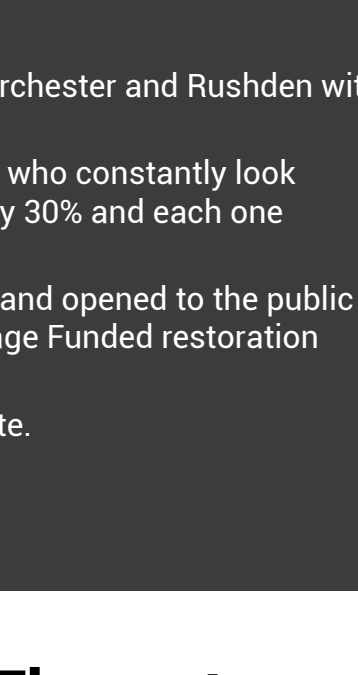 rchester and Rushden wit
who constantly look
y 30% and each one
and opened to the public
ge Funded restoration
te.